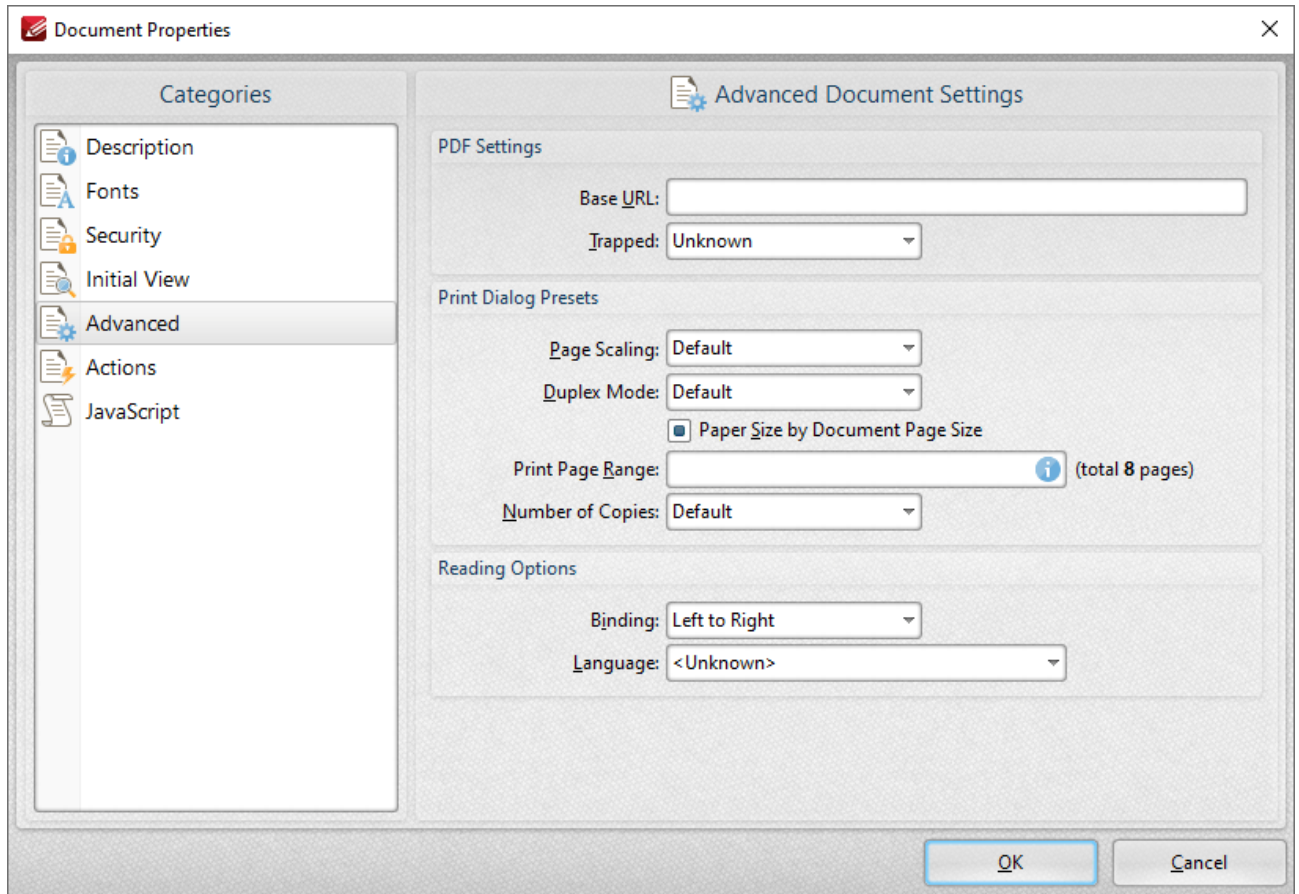 Document Properties
Categories
Description
Fonts
Security
Initial View
Advanced
Actions
JavaScript
Advanced Document Settings
PDF Settings
Base URL:
Trapped: Unknown
Print Dialog Presets
Page Scaling: Default
Duplex Mode: Default
Paper Size by Document Page Size
Print Page Range: (total 8 pages)
Number of Copies: Default
Reading Options
Binding: Left to Right
Language: <Unknown>
OK Cancel